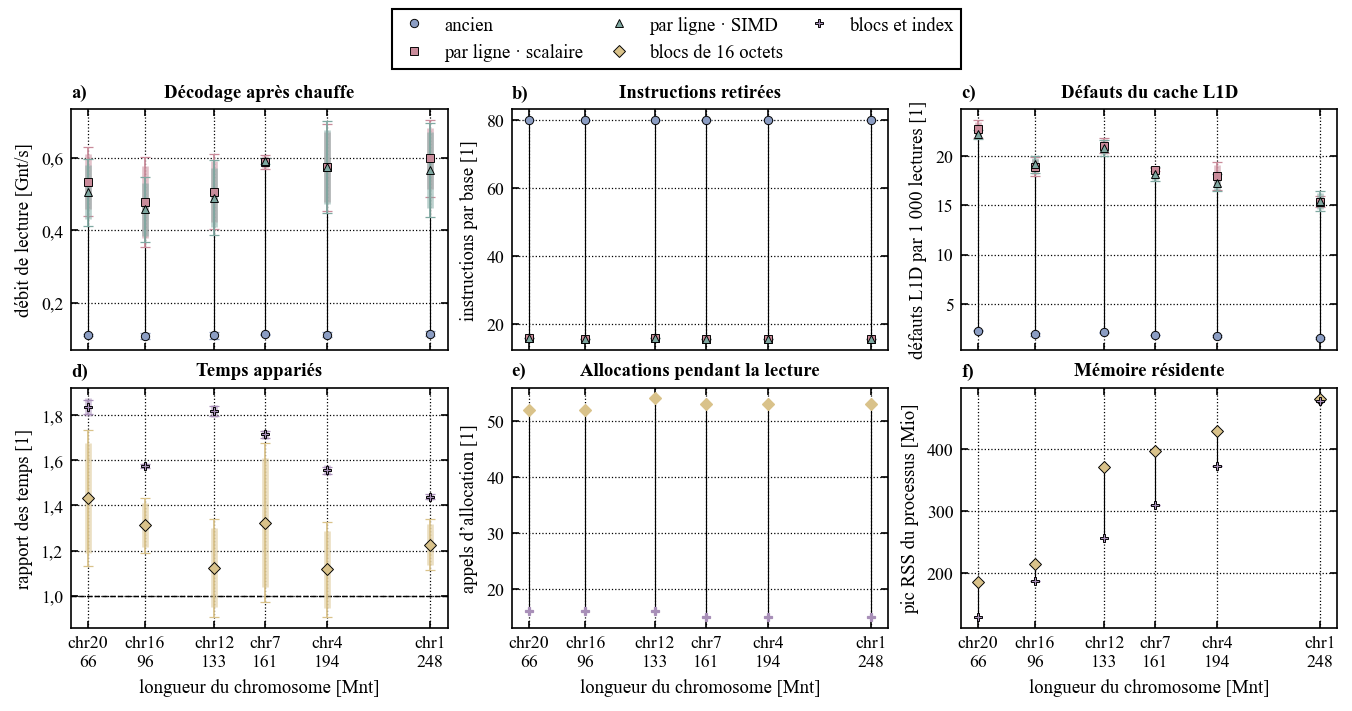 ancien
par ligne · scalaire
par ligne · SIMD
blocs de 16 octets
blocs et index
a) Décodage après chauffe
débit de lecture [Gnt/s]
0,6
0,4
0,2
b) Instructions retirées
instructions par base [1]
80
60
40
20
c) Défauts du cache L1D
défauts L1D par 1 000 lectures [1]
20
15
10
5
d) Temps appariés
rapport des temps [1]
1,8
1,6
1,4
1,2
1,0
chr20 chr16 chr12 chr7 chr4 chr1
66 96 133 161 194 248
longueur du chromosome [Mnt]
e) Allocations pendant la lecture
appels d’allocation [1]
50
40
30
20
chr20 chr16 chr12 chr7 chr4 chr1
66 96 133 161 194 248
longueur du chromosome [Mnt]
f) Mémoire résidente
pic RSS du processus [Mio]
400
300
200
chr20 chr16 chr12 chr7 chr4 chr1
66 96 133 161 194 248
longueur du chromosome [Mnt]